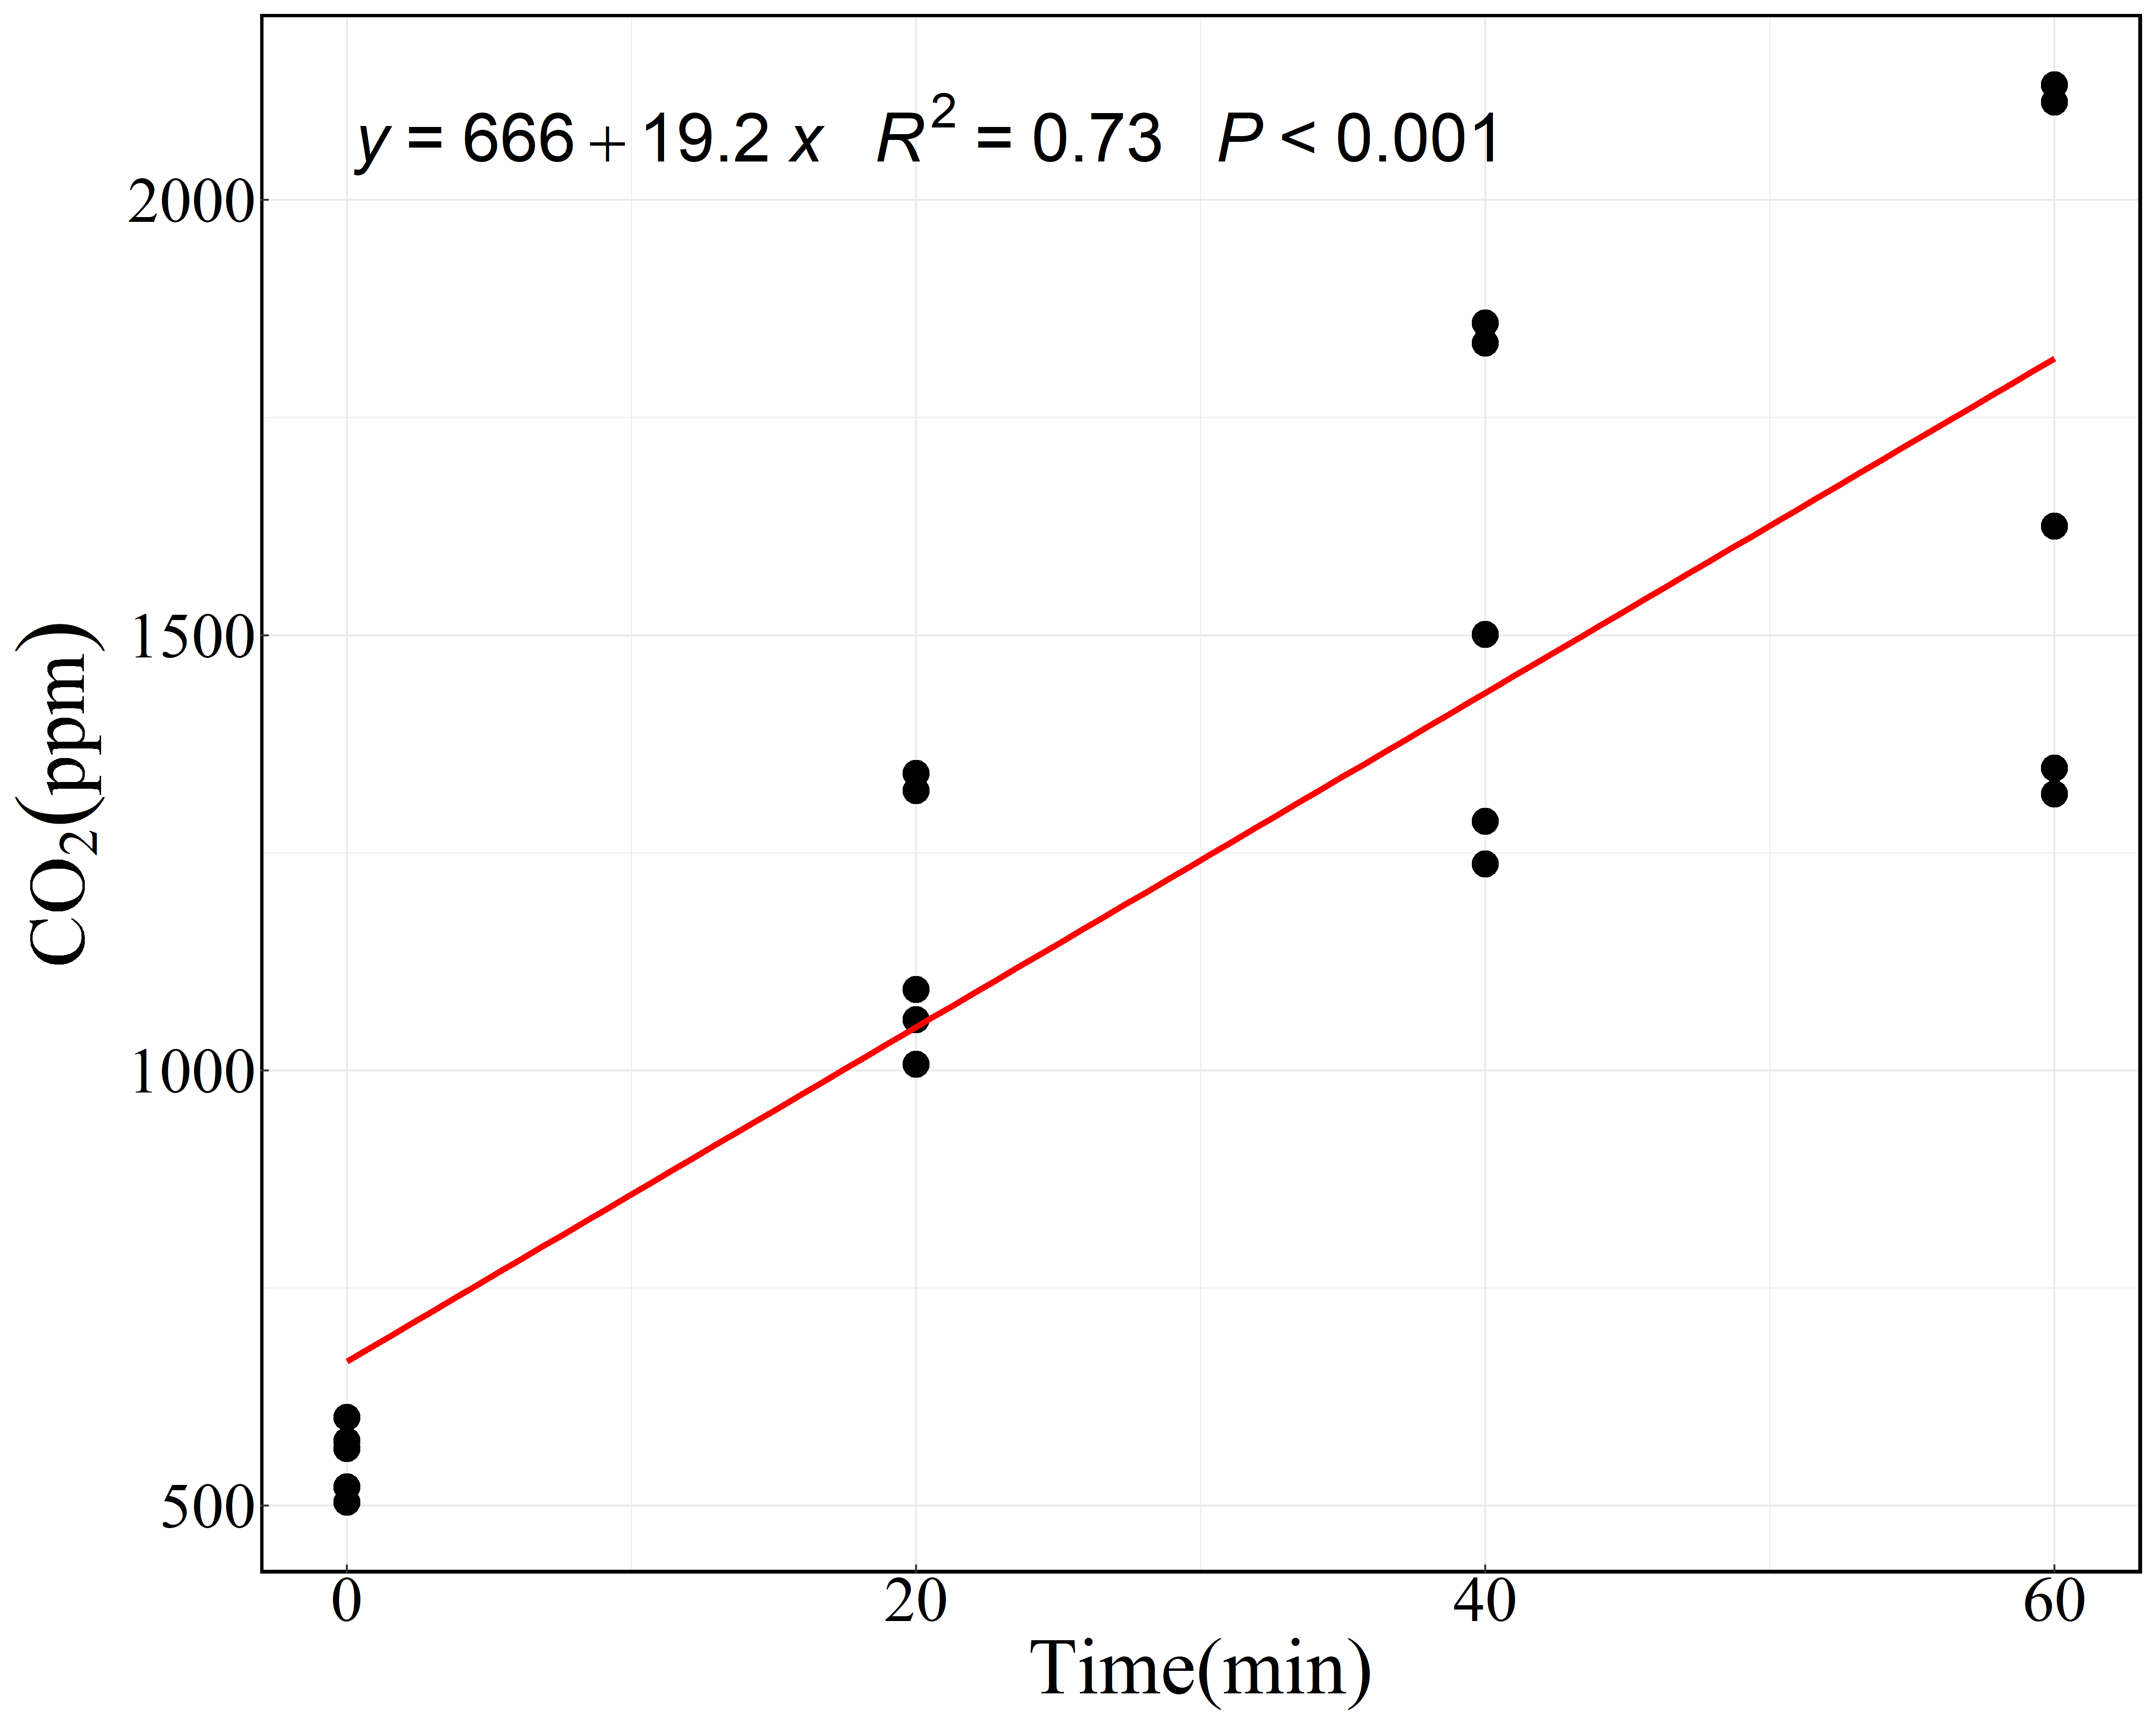 y = 666 + 19.2 x R² = 0.73 P < 0.001
2000
1500
1000
500
CO₂(ppm)
0 20 40 60
Time(min)